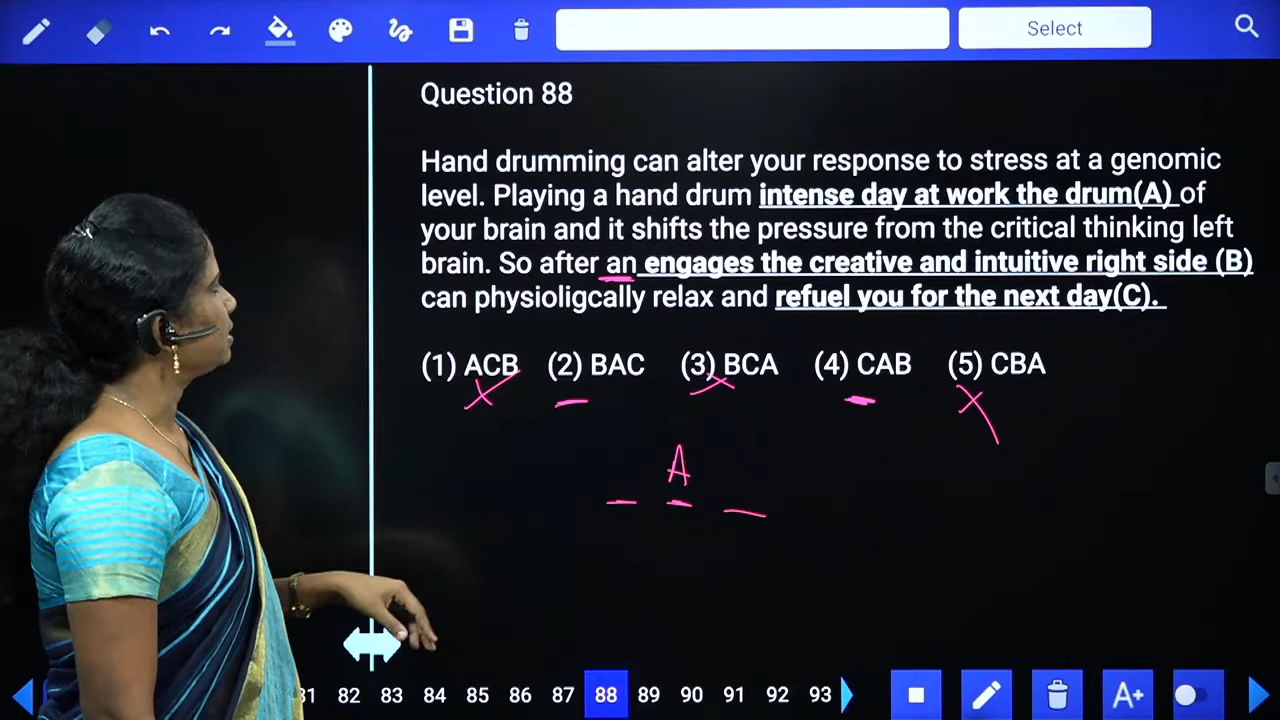 Select
Question 88
Hand drumming can alter your response to stress at a genomic
level. Playing a hand drum intense day at work the drum(A) of
your brain and it shifts the pressure from the critical thinking left
brain. So after an engages the creative and intuitive right side (B)
can physioligcally relax and refuel you for the next day(C).
(1) ACB (2) BAC (3) BCA (4) CAB (5) CBA
A
31 82 83 84 85 86 87 88 89 90 91 92 93
A+